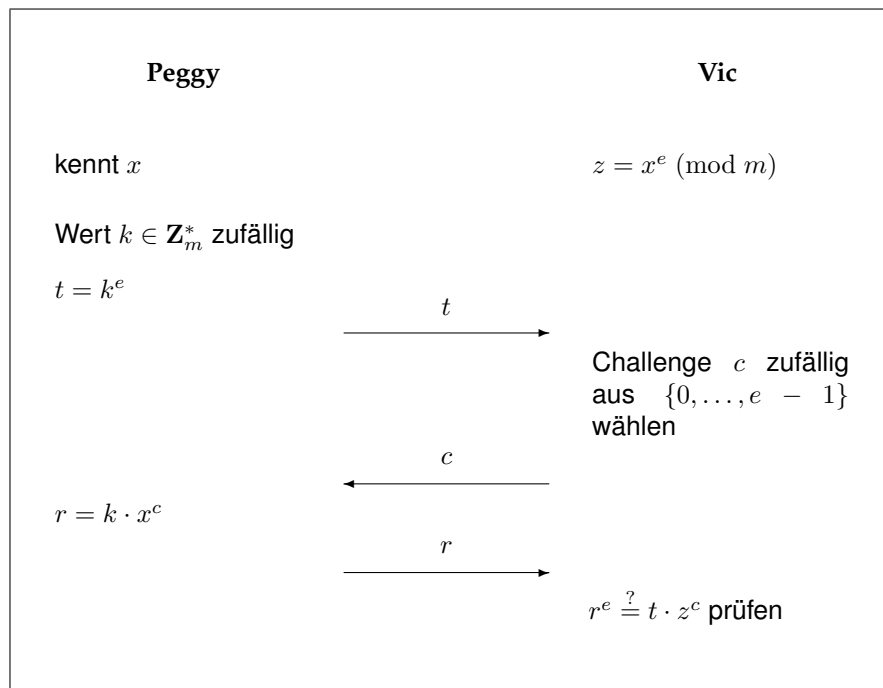 Peggy Vic
kennt x z = x^e (mod m)
Wert k ∈ Z*_m zufällig
t = k^e
t
Challenge c zufällig
aus {0, . . . , e − 1}
wählen
c
r = k · x^c
r
r^e ≟ t · z^c prüfen